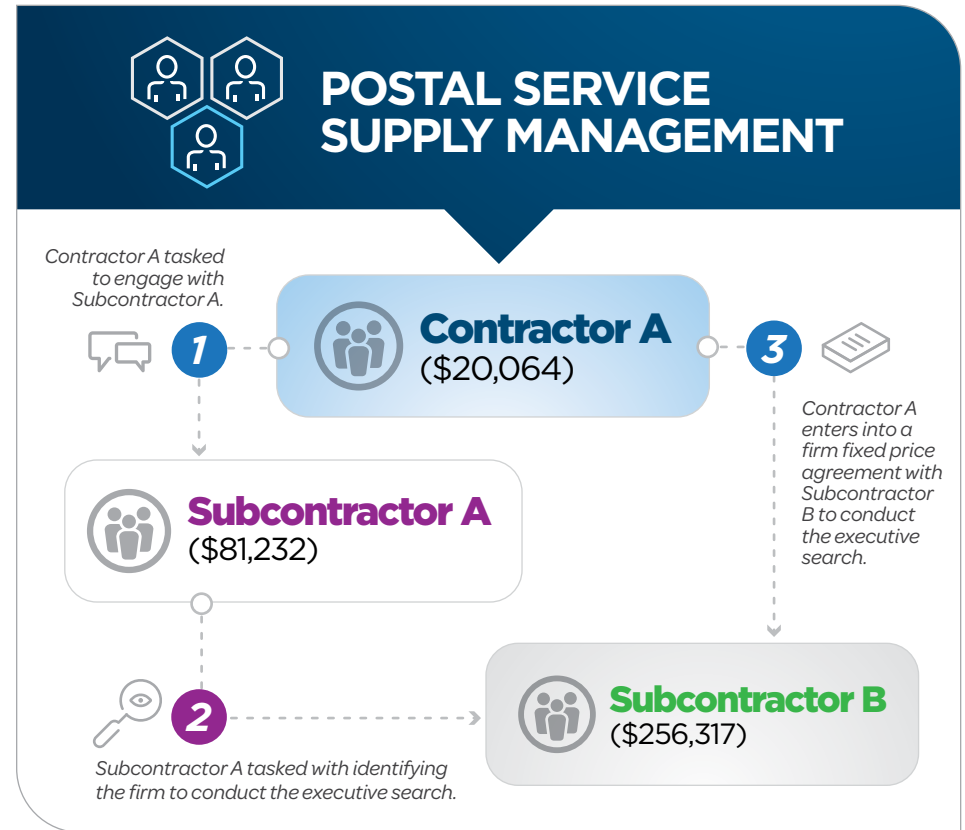 POSTAL SERVICE
SUPPLY MANAGEMENT
Contractor A tasked
to engage with
Subcontractor A.
1
Contractor A
($20,064)
3
Contractor A
enters into a
firm fixed price
agreement with
Subcontractor
B to conduct
the executive
search.
Subcontractor A
($81,232)
2
Subcontractor A tasked with identifying
the firm to conduct the executive search.
Subcontractor B
($256,317)